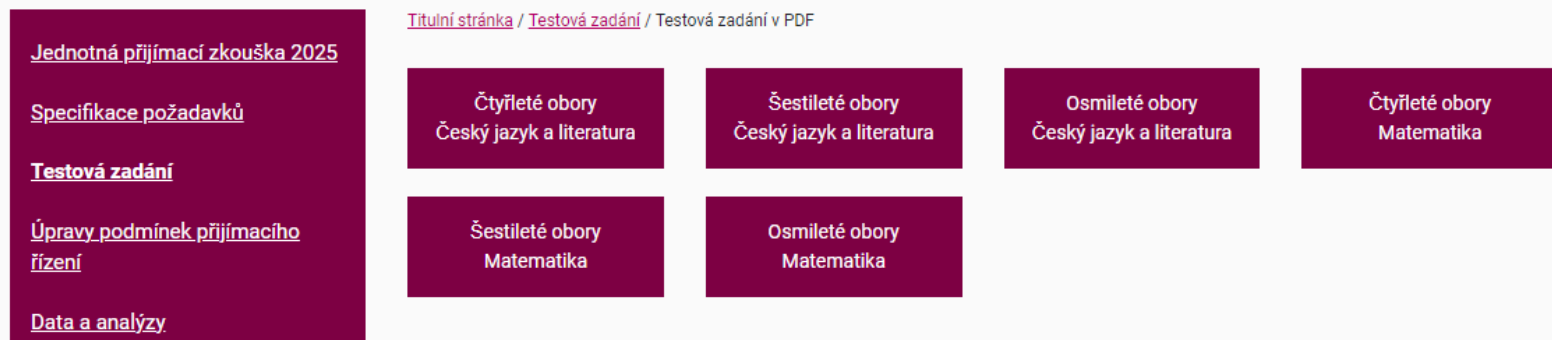 Jednotná přijímací zkouška 2025
Specifikace požadavků
Testová zadání
Úpravy podmínek přijímacího
řízení
Data a analýzy
Titulní stránka / Testová zadání / Testová zadání v PDF
Čtyřleté obory
Český jazyk a literatura
Šestileté obory
Český jazyk a literatura
Osmileté obory
Český jazyk a literatura
Čtyřleté obory
Matematika
Šestileté obory
Matematika
Osmileté obory
Matematika